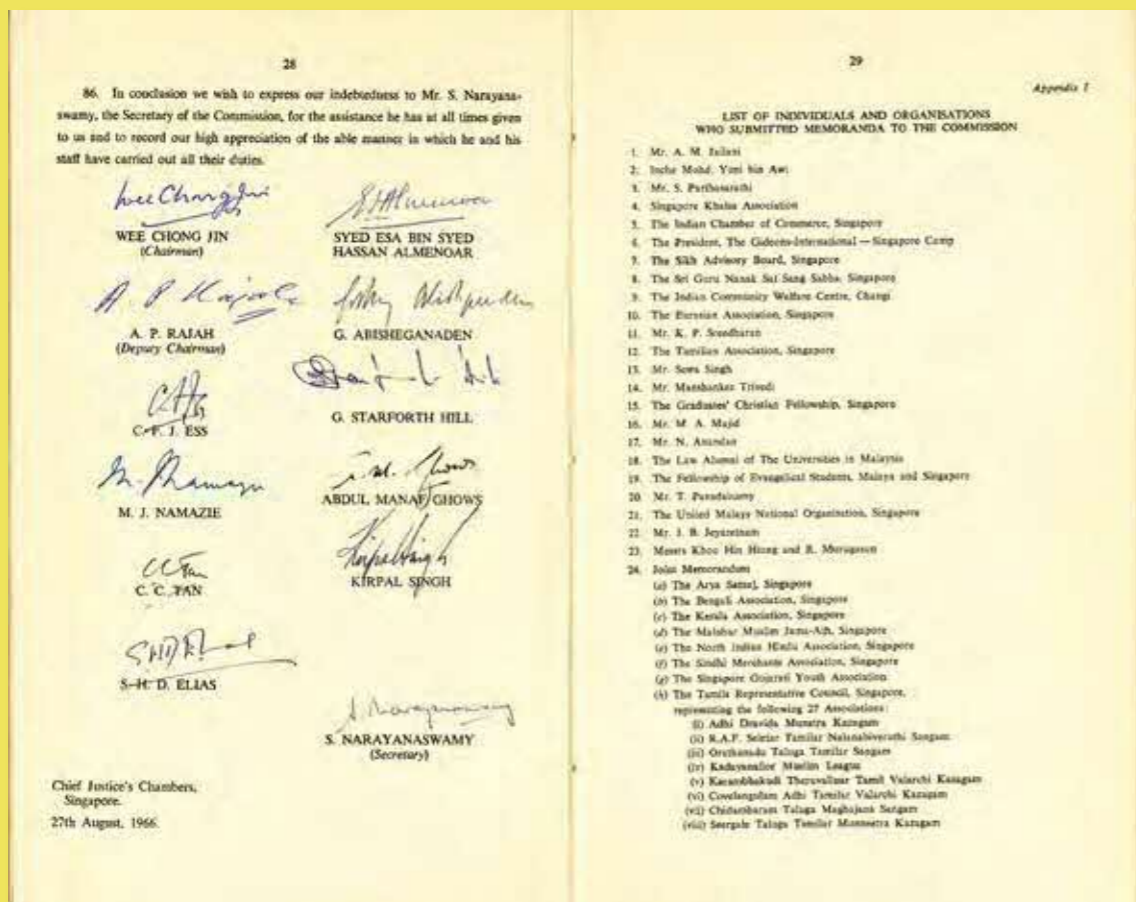 28
86. In conclusion we wish to express our indebtedness to Mr. S. Narayana-
swamy, the Secretary of the Commission, for the assistance he has at all times given
to us and to record our high appreciation of the able manner in which he and his
staff have carried out all their duties.
WEE CHONG JIN
(Chairman)
SYED ESA BIN SYED
HASSAN ALMENOAR
A. P. RAJAH
(Deputy Chairman)
G. ABISHEGANADEN
C. F. J. ESS
G. STARFORTH HILL
M. J. NAMAZIE
ABDUL MANAF GHOWS
C. C. TAN
KIRPAL SINGH
S. H. D. ELIAS
S. NARAYANASWAMY
(Secretary)
Chief Justice's Chambers,
Singapore.
27th August, 1966.
29
Appendix I
LIST OF INDIVIDUALS AND ORGANISATIONS
WHO SUBMITTED MEMORANDA TO THE COMMISSION
1. Mr. A. M. Jailani
2. Inche Mohd. Yuni bin Awi
3. Mr. S. Parthasarathi
4. Singapore Khalsa Association
5. The Indian Chamber of Commerce, Singapore
6. The President, The Gideons-International — Singapore Camp
7. The Sikh Advisory Board, Singapore
8. The Sri Guru Nanak Sat Sang Sabha, Singapore
9. The Indian Community Welfare Centre, Changi
10. The Eurasian Association, Singapore
11. Mr. K. P. Sreedharan
12. The Tamilian Association, Singapore
13. Mr. Sewa Singh
14. Mr. Manshanker Trivedi
15. The Graduates' Christian Fellowship, Singapore
16. Mr. M. A. Majid
17. Mr. N. Anandan
18. The Law Alumni of The Universities in Malaysia
19. The Fellowship of Evangelical Students, Malaya and Singapore
20. Mr. T.
21. The United Malays National Organisation, Singapore
22. Mr. J. B. Jeyaretnam
23. Messrs Khoo Hin Hiong and R. Murugason
24. Joint Memorandum
(a) The Arya Samaj, Singapore
(b) The Bengali Association, Singapore
(c) The Kerala Association, Singapore
(d) The Malabar Muslim Jama-Ath, Singapore
(e) The North Indian Hindu Association, Singapore
(f) The Sindhi Merchants Association, Singapore
(g) The Singapore Gujarati Youth Association
(h) The Tamils Representative Council, Singapore,
representing the following 27 Associations:
(i) Adhi Dravida Munetra Kazagam
(ii) R.A.F. Seletar Tamilar Nalanabiveruthi Sangam
(iii) Orathanadu Taluga Tamilar Sangam
(iv) Kadayanallor Muslim League
(v) Tamil Valarchi Kazagam
(vi) Adhi Tamilar Valarchi Kazagam
(vii) Chidambaram Taluga Maghajana Sangam
(viii) Taluga Tamilar Munnetra Kazagam